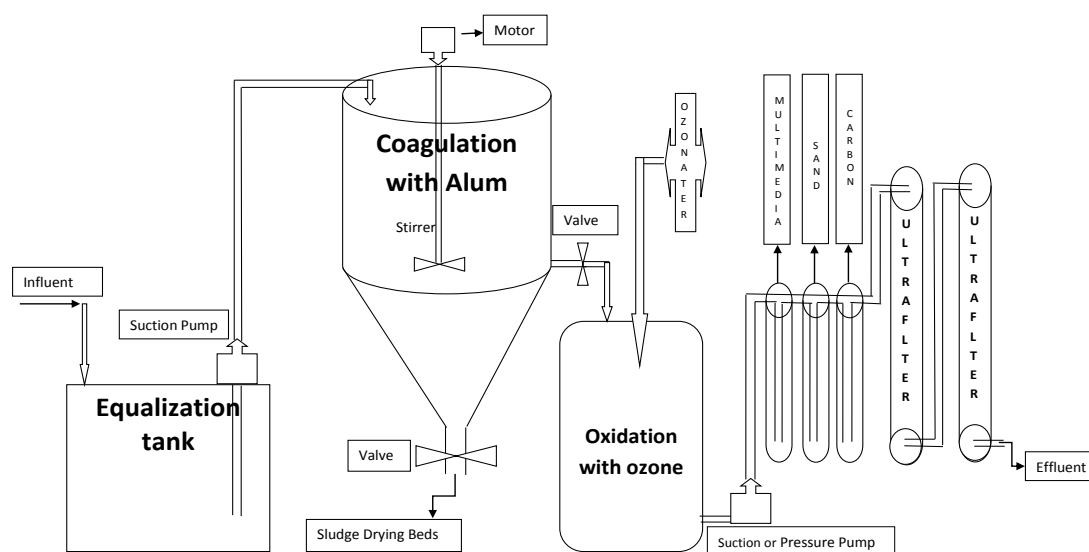 Motor
Coagulation
with Alum
Stirrer
Valve
OZONATER
MULTIMEDIA
SAND
CARBON
Influent
Suction Pump
Equalization
tank
Valve
Sludge Drying Beds
Oxidation
with ozone
Suction or Pressure Pump
ULTRAFLTER
ULTRAFLTER
Effluent